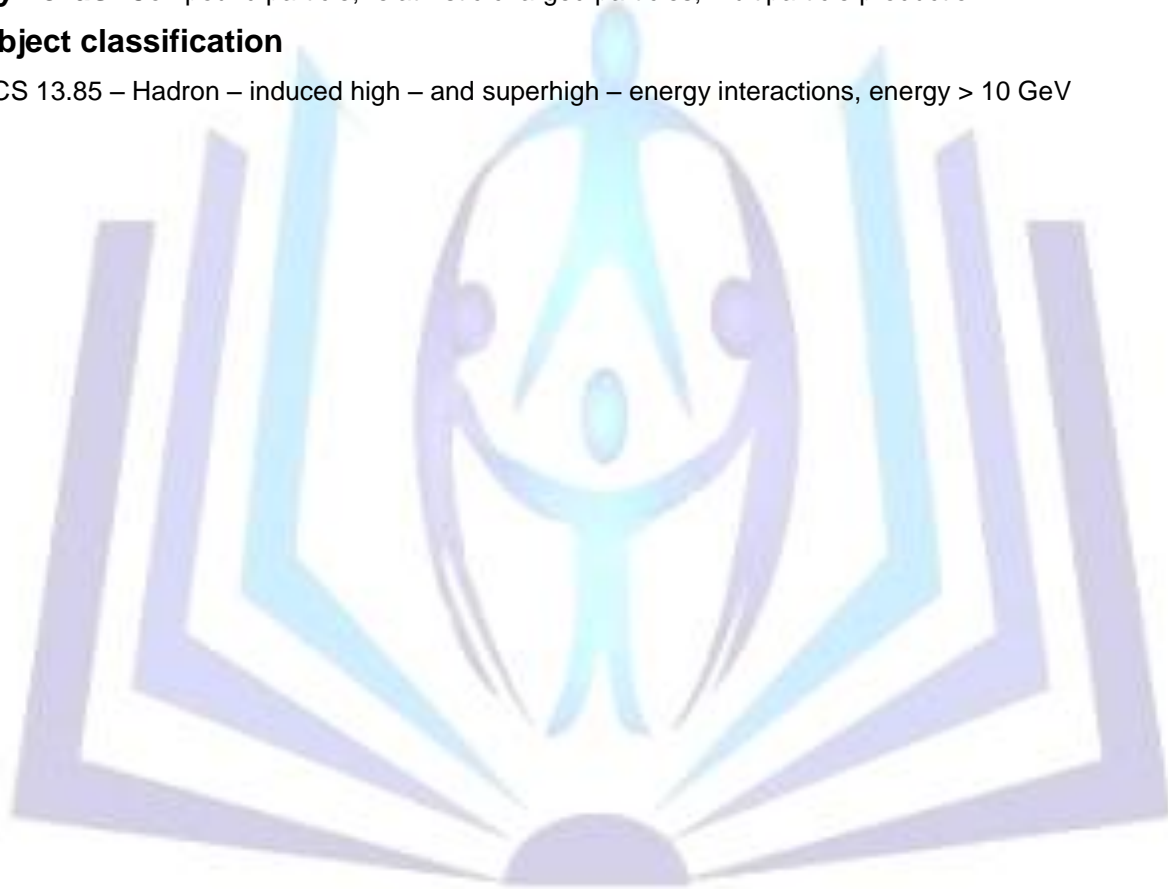 bject classification
CS 13.85 – Hadron – induced high – and superhigh – energy interactions, energy > 10 GeV